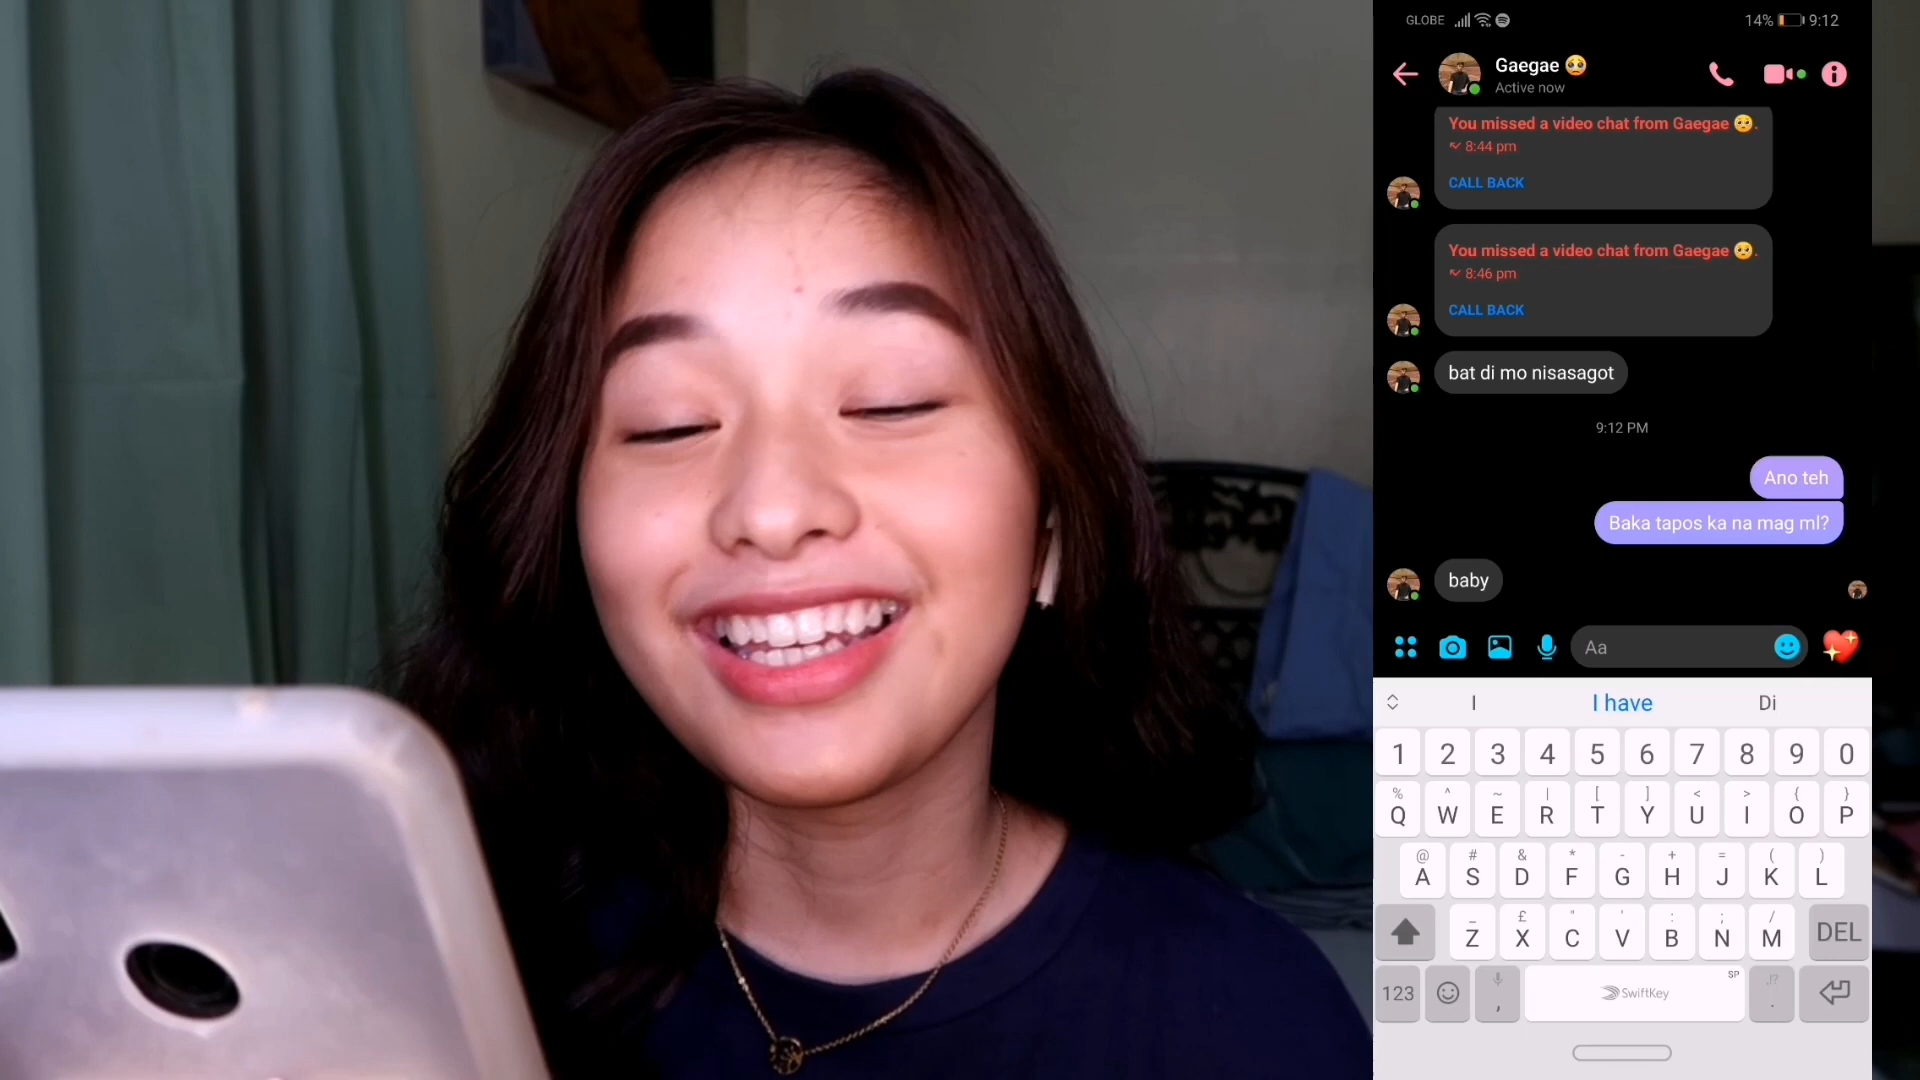 GLOBE
14% 9:12
Gaegae 🥺
Active now
You missed a video chat from Gaegae 🥺.
8:44 pm
CALL BACK
You missed a video chat from Gaegae 🥺.
8:46 pm
CALL BACK
bat di mo nisasagot
9:12 PM
Ano teh
Baka tapos ka na mag ml?
baby
Aa
I I have Di
1 2 3 4 5 6 7 8 9 0
% ^ ~ | [ ] < > { }
Q W E R T Y U I O P
@ # & * - + = ( )
A S D F G H J K L
_ £ " ' : ; /
Z X C V B N M DEL
SP
,!?
123 , SwiftKey .